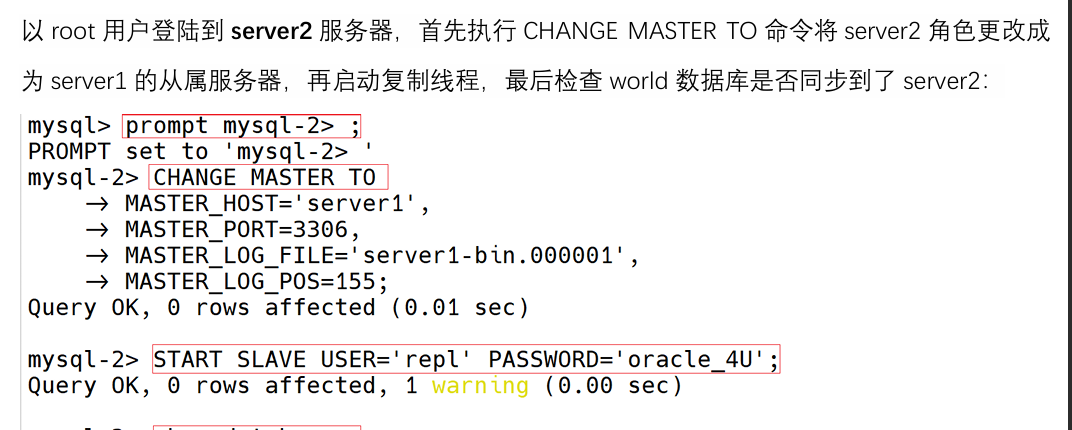 以 root 用户登陆到 server2 服务器，首先执行 CHANGE MASTER TO 命令将 server2 角色更改成
为 server1 的从属服务器，再启动复制线程，最后检查 world 数据库是否同步到了 server2：
mysql> prompt mysql-2> ;
PROMPT set to 'mysql-2> '
mysql-2> CHANGE MASTER TO
    → MASTER_HOST='server1',
    → MASTER_PORT=3306,
    → MASTER_LOG_FILE='server1-bin.000001',
    → MASTER_LOG_POS=155;
Query OK, 0 rows affected (0.01 sec)
mysql-2> START SLAVE USER='repl' PASSWORD='oracle_4U';
Query OK, 0 rows affected, 1 warning (0.00 sec)